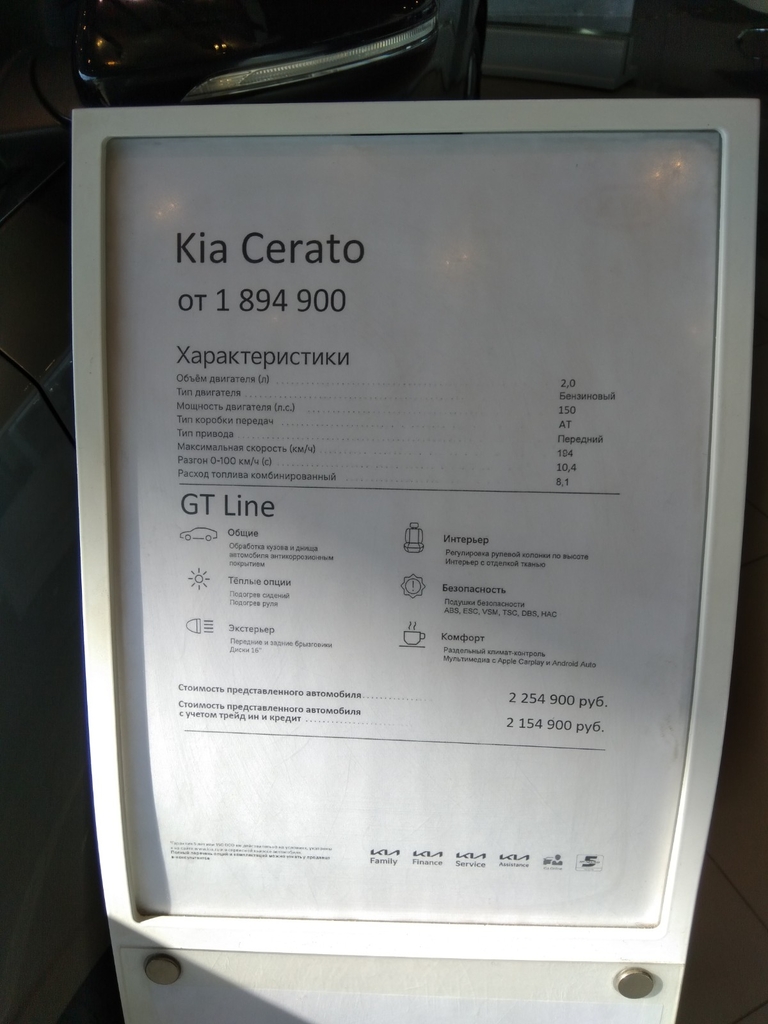 Kia Cerato
от 1 894 900
Характеристики
Объём двигателя (л) 2,0
Тип двигателя Бензиновый
Мощность двигателя (л.с.) 150
Тип коробки передач AT
Тип привода Передний
Максимальная скорость (км/ч) 184
Разгон 0-100 км/ч (с) 10,4
Расход топлива комбинированный 8,1
GT Line
Общие
Обработка кузова и днища
автомобиля антикоррозионным
покрытием
Тёплые опции
Подогрев сидений
Подогрев руля
Экстерьер
Передние и задние брызговики
Диски 16"
Интерьер
Регулировка рулевой колонки по высоте
Интерьер с отделкой тканью
Безопасность
Подушки безопасности
ABS, ESC, VSM, TSC, DBS, HAC
Комфорт
Раздельный климат-контроль
Мультимедиа с Apple Carplay и Android Auto
Стоимость представленного автомобиля 2 254 900 руб.
Стоимость представленного автомобиля
с учетом трейд ин и кредит 2 154 900 руб.
KIA Family
KIA Finance
KIA Service
KIA Assistance
5